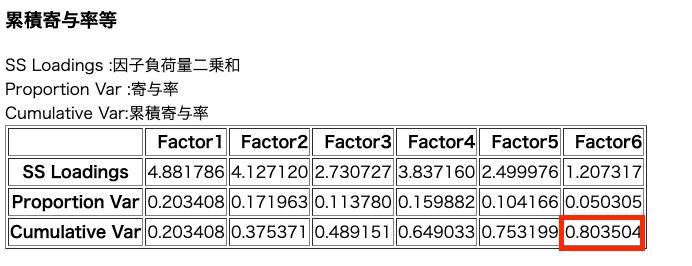 累積寄与率等
SS Loadings :因子負荷量二乗和
Proportion Var :寄与率
Cumulative Var:累積寄与率
Factor1 Factor2 Factor3 Factor4 Factor5 Factor6
SS Loadings 4.881786 4.127120 2.730727 3.837160 2.499976 1.207317
Proportion Var 0.203408 0.171963 0.113780 0.159882 0.104166 0.050305
Cumulative Var 0.203408 0.375371 0.489151 0.649033 0.753199 0.803504